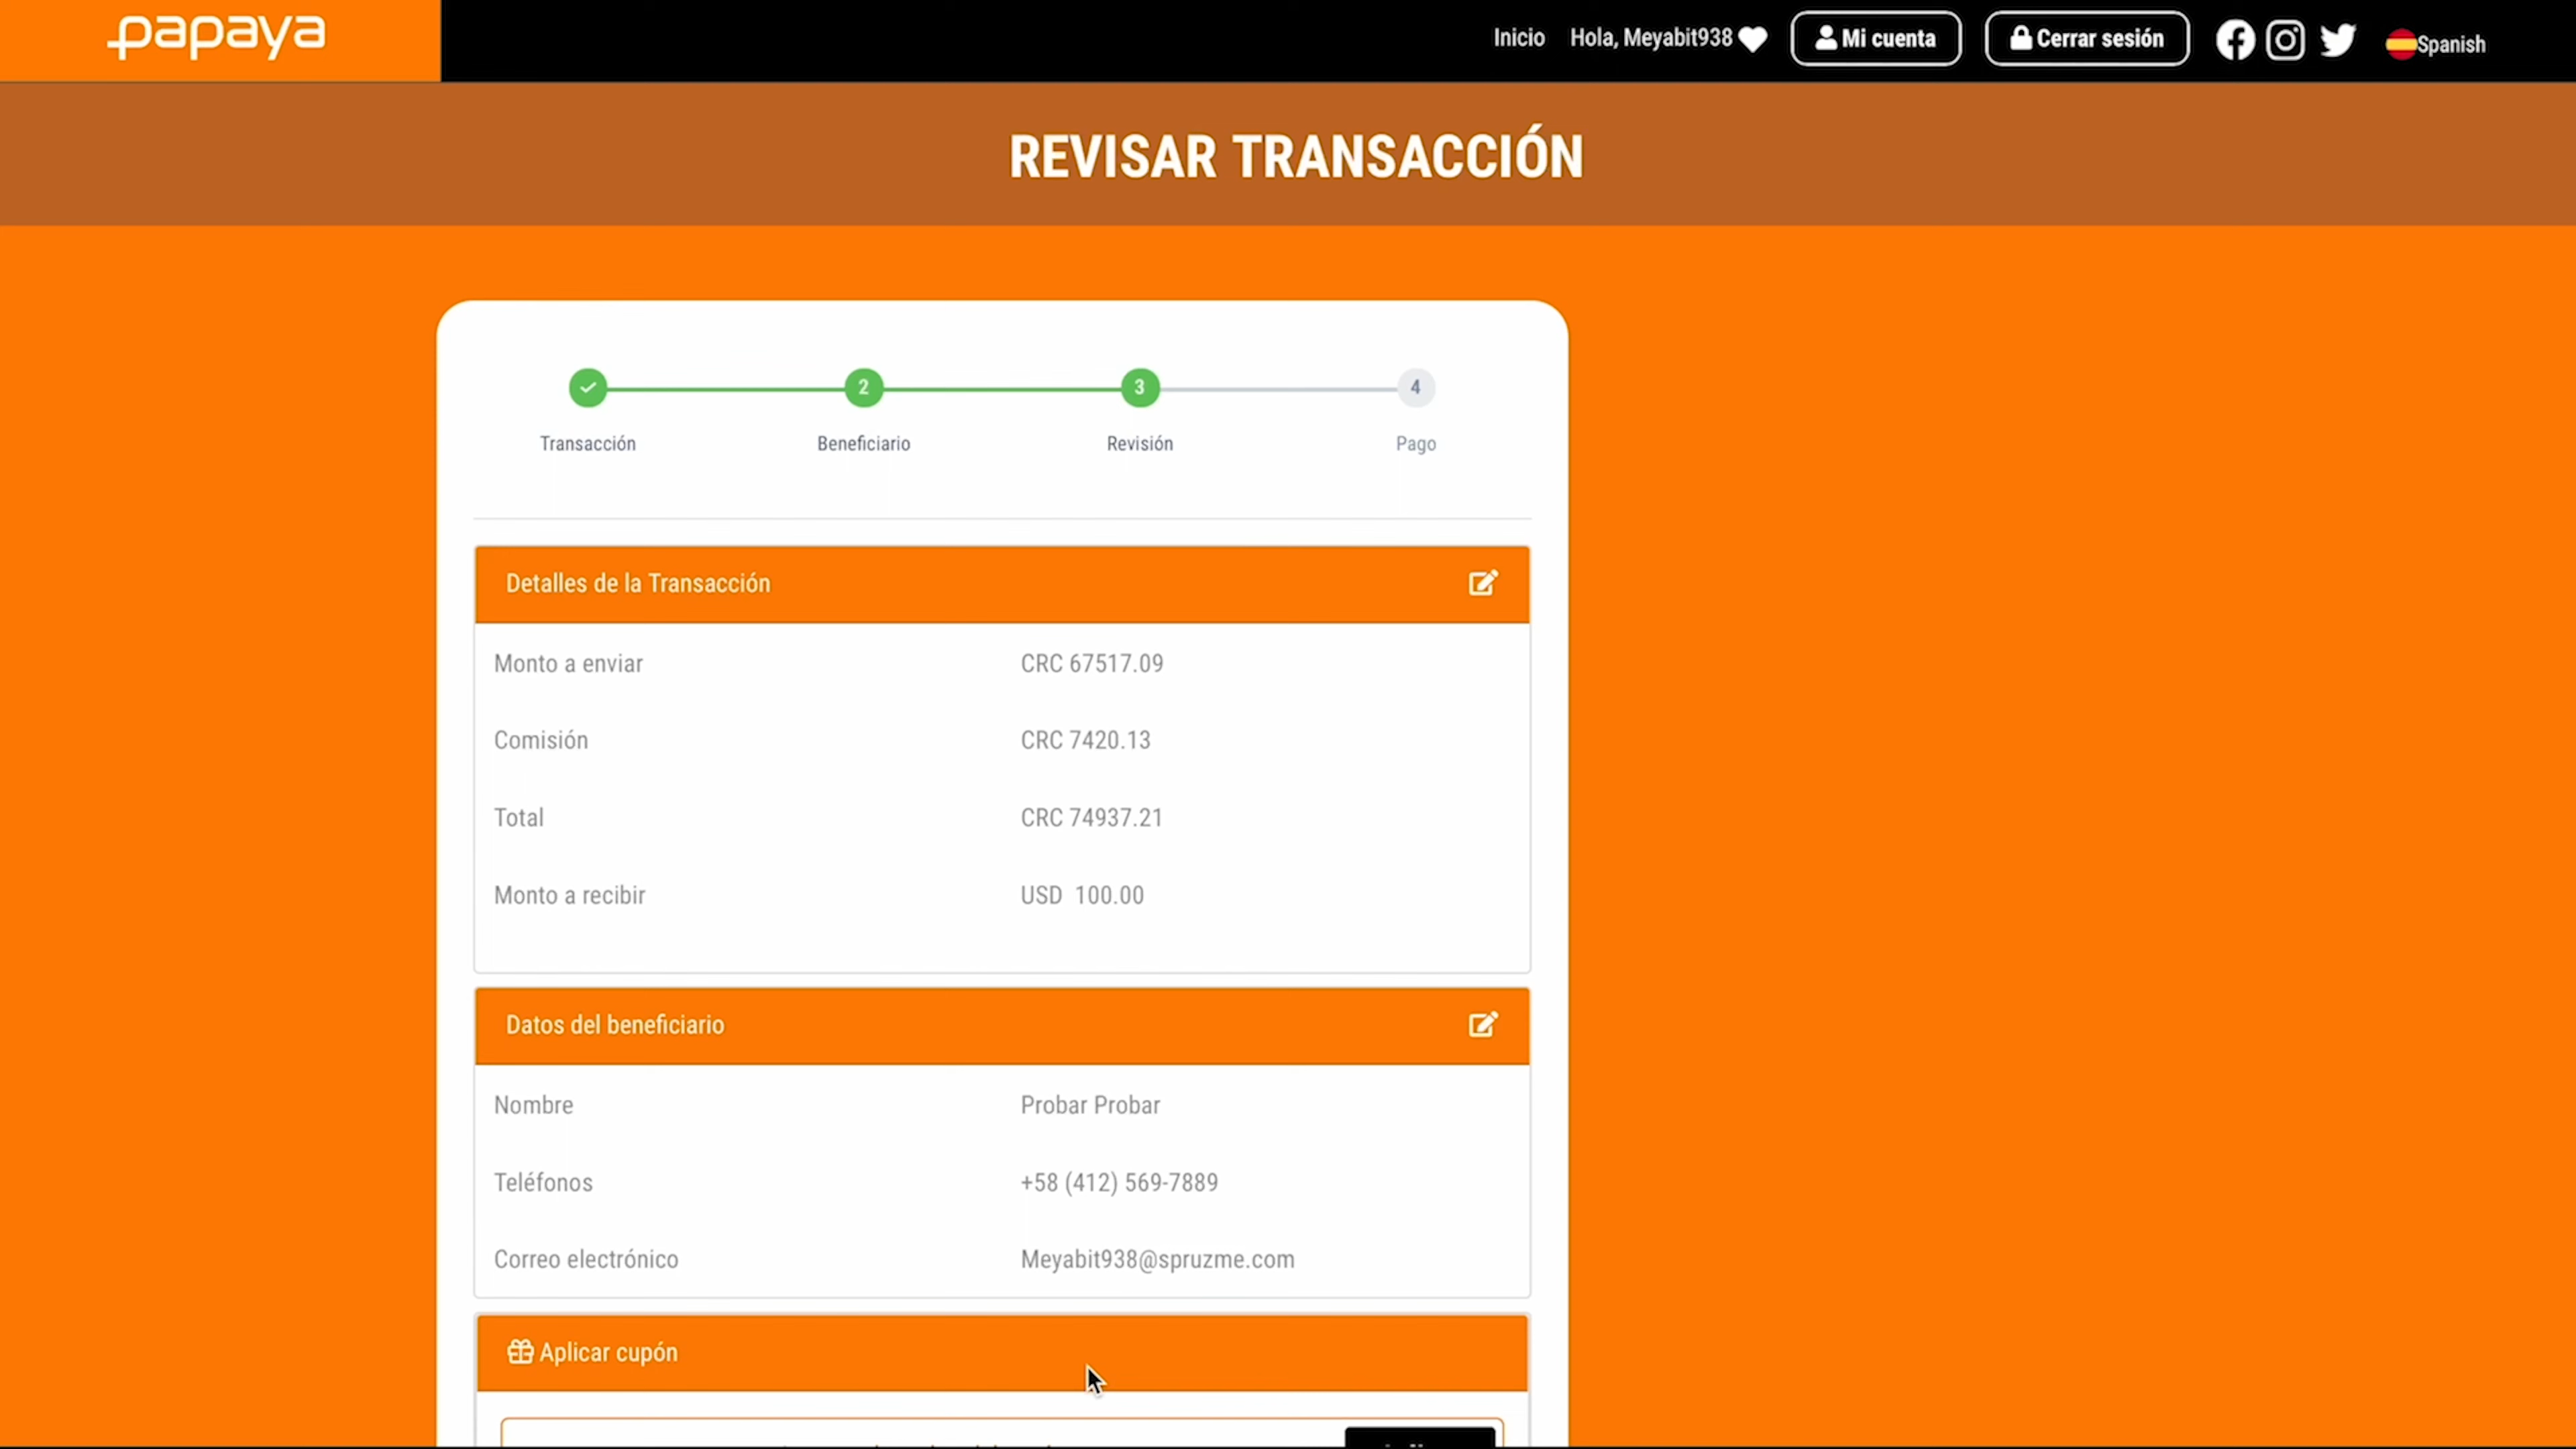 papaya
Inicio Hola, Meyabit938 Mi cuenta Cerrar sesión Spanish
REVISAR TRANSACCIÓN
2 3 4
Transacción Beneficiario Revisión Pago
Detalles de la Transacción
Monto a enviar CRC 67517.09
Comisión CRC 7420.13
Total CRC 74937.21
Monto a recibir USD 100.00
Datos del beneficiario
Nombre Probar Probar
Teléfonos +58 (412) 569-7889
Correo electrónico Meyabit938@spruzme.com
Aplicar cupón